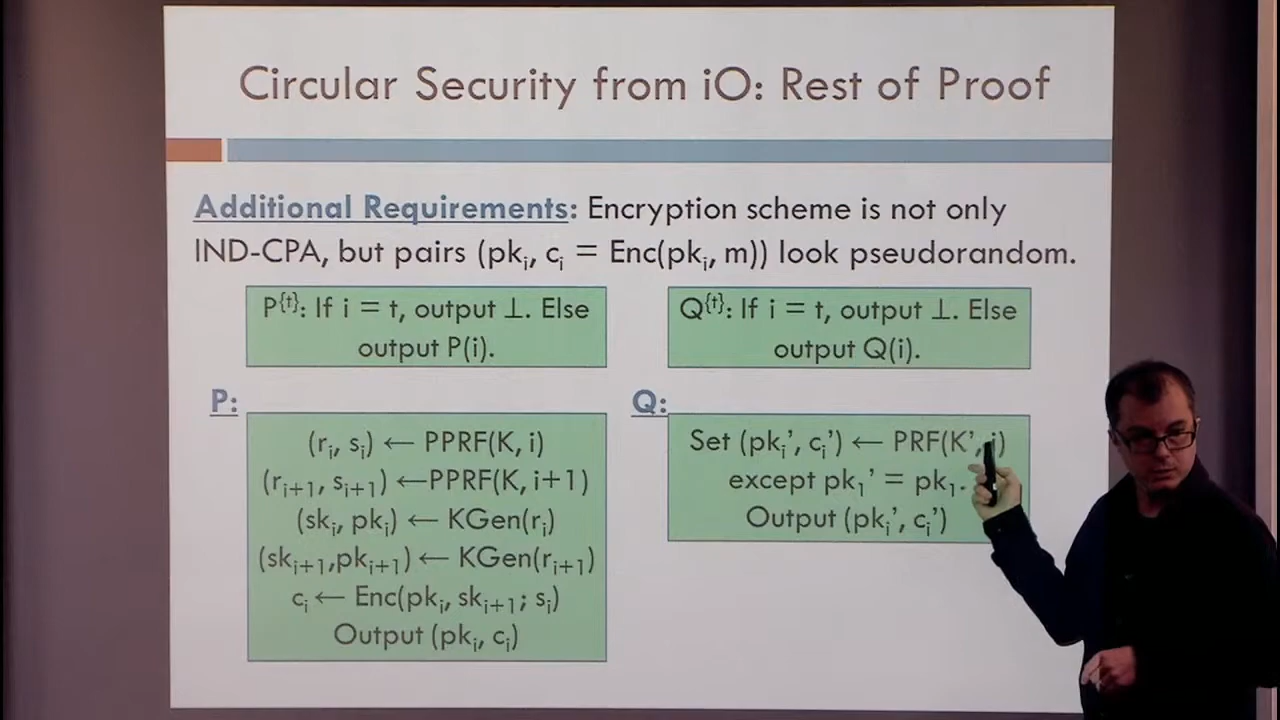 Circular Security from iO: Rest of Proof
Additional Requirements: Encryption scheme is not only
IND-CPA, but pairs (pkᵢ, cᵢ = Enc(pkᵢ, m)) look pseudorandom.
P{t}: If i = t, output ⊥. Else
output P(i).
Q{t}: If i = t, output ⊥. Else
output Q(i).
P:
(rᵢ, sᵢ) ← PPRF(K, i)
(rᵢ₊₁, sᵢ₊₁) ←PPRF(K, i+1)
(skᵢ, pkᵢ) ← KGen(rᵢ)
(skᵢ₊₁,pkᵢ₊₁) ← KGen(rᵢ₊₁)
cᵢ ← Enc(pkᵢ, skᵢ₊₁; sᵢ)
Output (pkᵢ, cᵢ)
Q:
Set (pkᵢ', cᵢ') ← PRF(K', i)
except pk₁' = pk₁.
Output (pkᵢ', cᵢ')